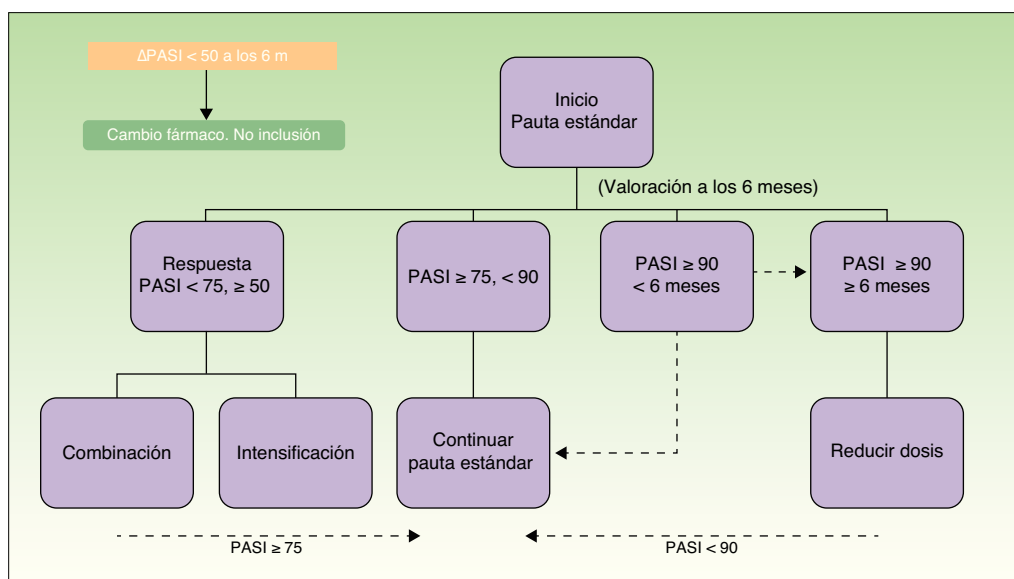 ΔPASI < 50 a los 6 m
Cambio fármaco. No inclusión
Inicio
Pauta estándar
(Valoración a los 6 meses)
Respuesta
PASI < 75, ≥ 50
PASI ≥ 75, < 90
PASI ≥ 90
< 6 meses
PASI ≥ 90
≥ 6 meses
Combinación
Intensificación
Continuar
pauta estándar
Reducir dosis
PASI ≥ 75
PASI < 90